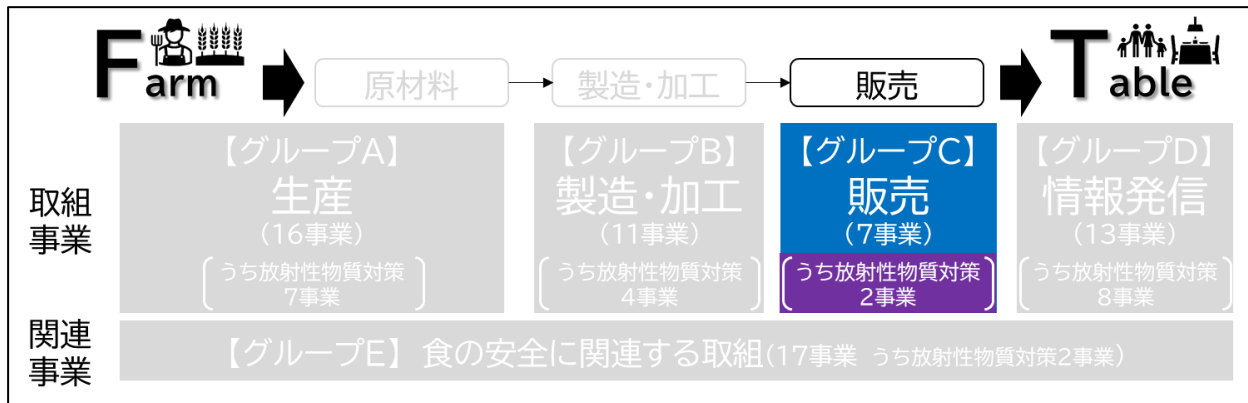 Farm
原材料
製造・加工
販売
Table
取組
事業
【グループA】
生産
(16事業)
うち放射性物質対策
7事業
【グループB】
製造・加工
(11事業)
うち放射性物質対策
4事業
【グループC】
販売
(7事業)
うち放射性物質対策
2事業
【グループD】
情報発信
(13事業)
うち放射性物質対策
8事業
関連
事業
【グループE】食の安全に関連する取組(17事業 うち放射性物質対策2事業)